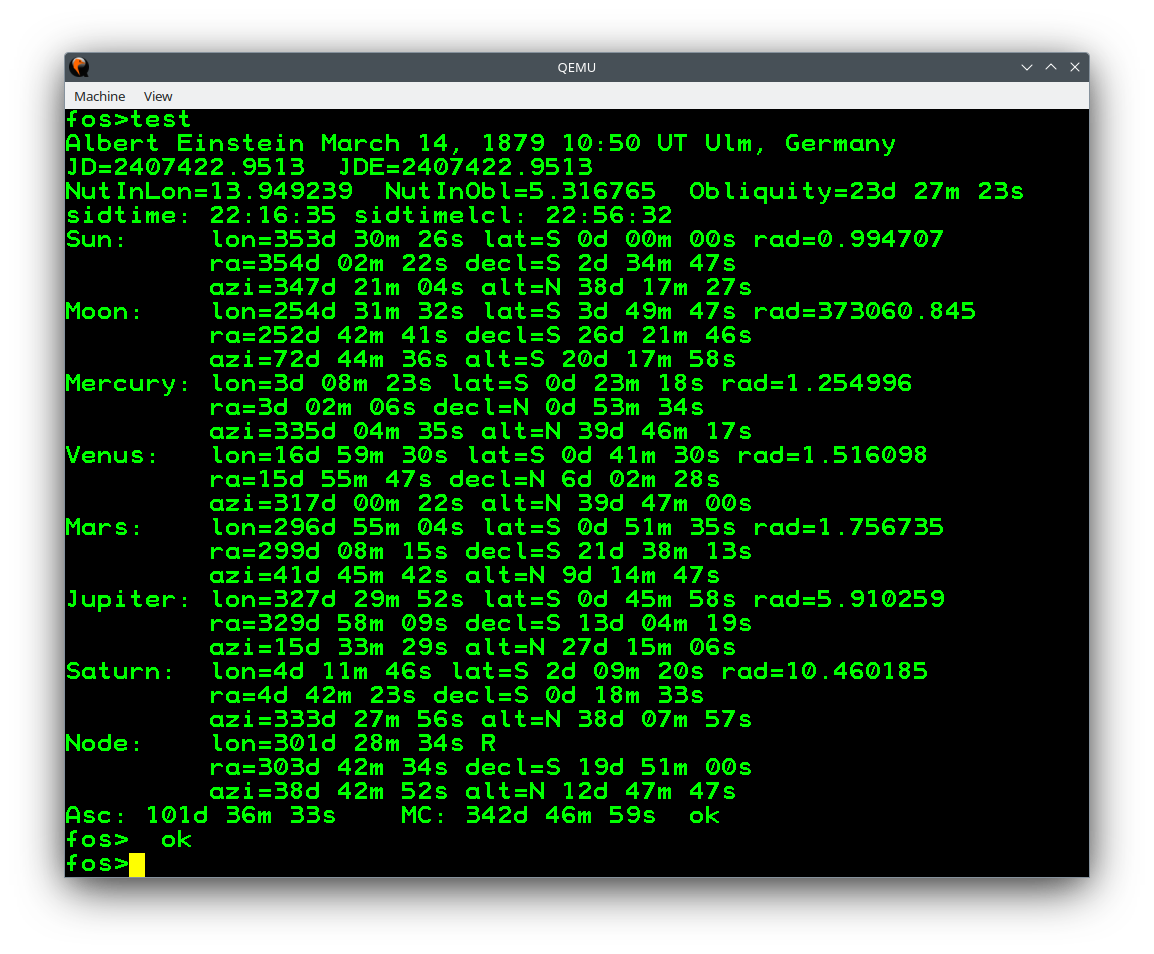 QEMU
Machine View
fos>test
Albert Einstein March 14, 1879 10:50 UT Ulm, Germany
JD=2407422.9513 JDE=2407422.9513
NutInLon=13.949239 NutInObl=5.316765 Obliquity=23d 27m 23s
sidtime: 22:16:35 sidtimelcl: 22:56:32
Sun: lon=353d 30m 26s lat=S 0d 00m 00s rad=0.994707
ra=354d 02m 22s decl=S 2d 34m 47s
azi=347d 21m 04s alt=N 38d 17m 27s
Moon: lon=254d 31m 32s lat=S 3d 49m 47s rad=373060.845
ra=252d 42m 41s decl=S 26d 21m 46s
azi=72d 44m 36s alt=S 20d 17m 58s
Mercury: lon=3d 08m 23s lat=S 0d 23m 18s rad=1.254996
ra=3d 02m 06s decl=N 0d 53m 34s
azi=335d 04m 35s alt=N 39d 46m 17s
Venus: lon=16d 59m 30s lat=S 0d 41m 30s rad=1.516098
ra=15d 55m 47s decl=N 6d 02m 28s
azi=317d 00m 22s alt=N 39d 47m 00s
Mars: lon=296d 55m 04s lat=S 0d 51m 35s rad=1.756735
ra=299d 08m 15s decl=S 21d 38m 13s
azi=41d 45m 42s alt=N 9d 14m 47s
Jupiter: lon=327d 29m 52s lat=S 0d 45m 58s rad=5.910259
ra=329d 58m 09s decl=S 13d 04m 19s
azi=15d 33m 29s alt=N 27d 15m 06s
Saturn: lon=4d 11m 46s lat=S 2d 09m 20s rad=10.460185
ra=4d 42m 23s decl=S 0d 18m 33s
azi=333d 27m 56s alt=N 38d 07m 57s
Node: lon=301d 28m 34s R
ra=303d 42m 34s decl=S 19d 51m 00s
azi=38d 42m 52s alt=N 12d 47m 47s
Asc: 101d 36m 33s MC: 342d 46m 59s ok
fos> ok
fos>